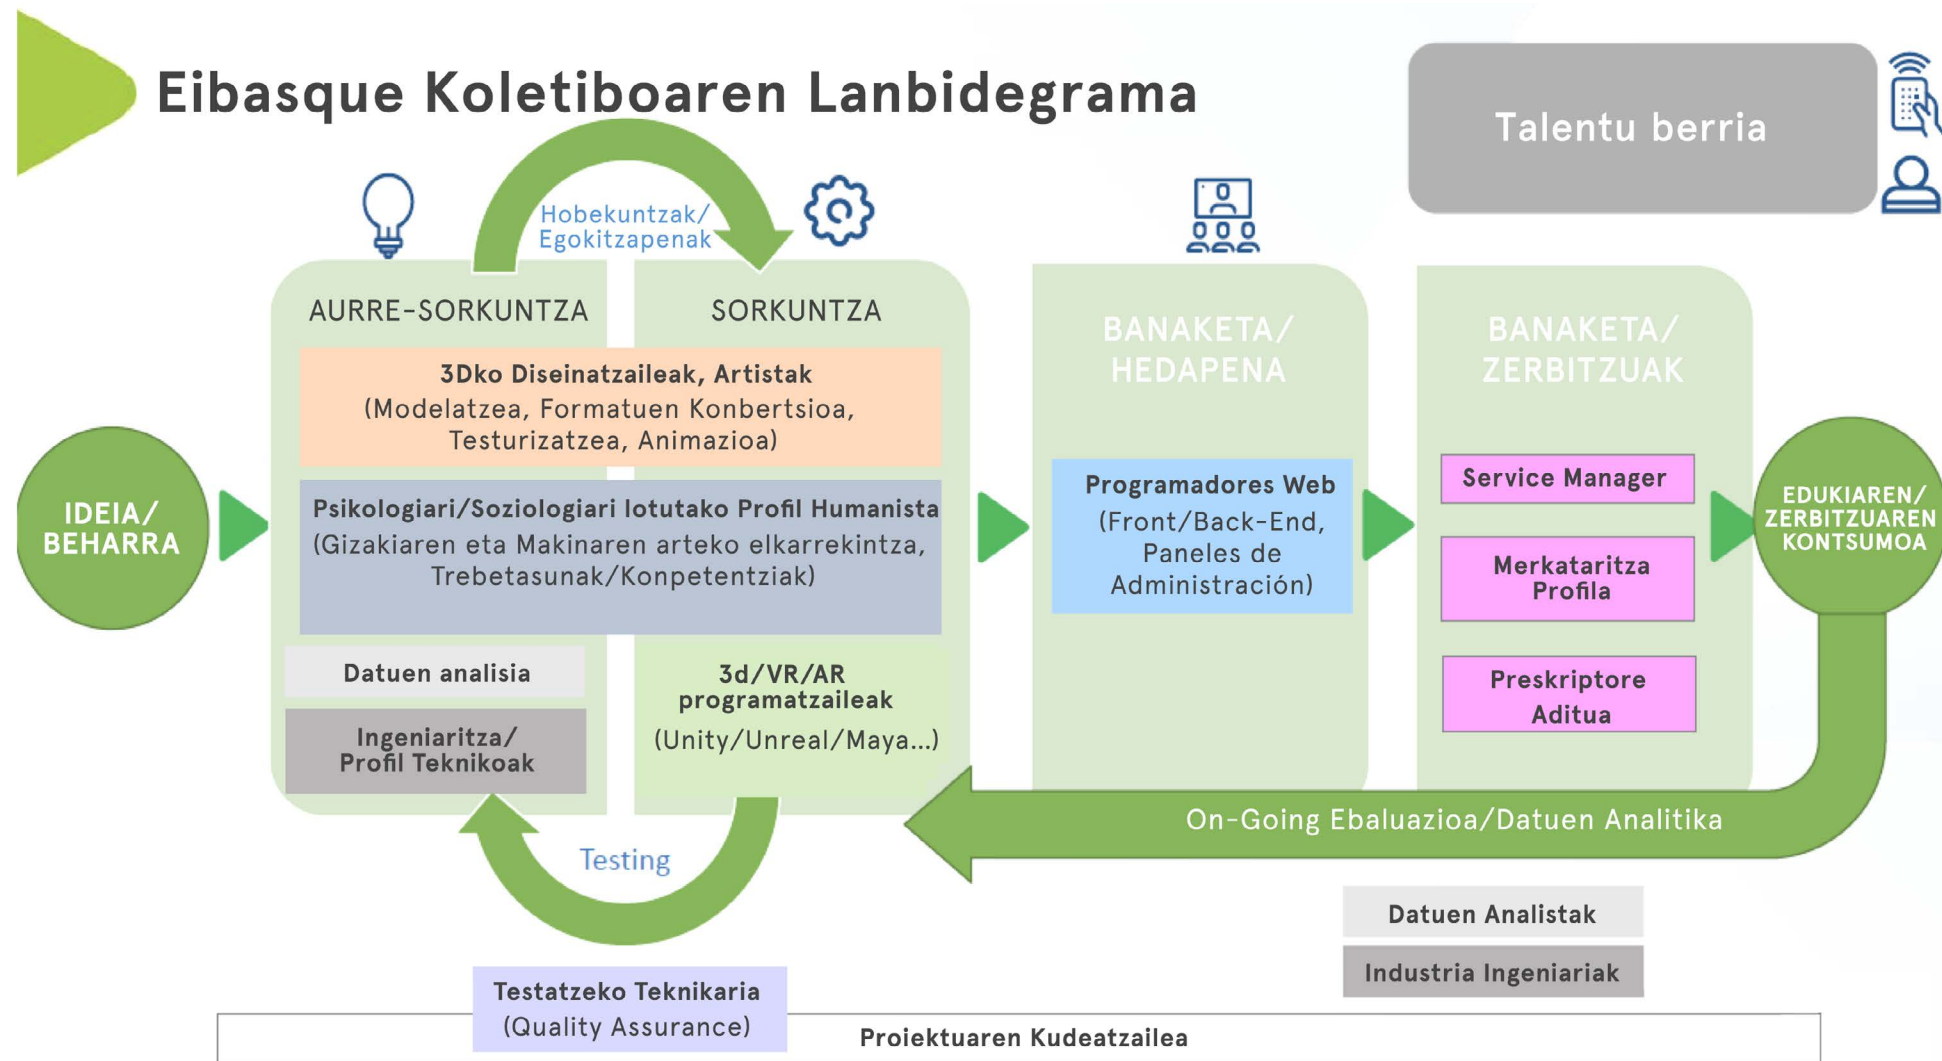 Eibasque Koletiboaren Lanbidegrama
Talentu berria
Hobekuntzak/
Egokitzapenak
AURRE-SORKUNTZA
SORKUNTZA
BANAKETA/
HEDAPENA
BANAKETA/
ZERBITZUAK
3Dko Diseinatzaileak, Artistak
(Modelatzea, Formatuen Konbertsioa,
Testurizatzea, Animazioa)
IDEIA/
BEHARRA
Psikologiari/Soziologiari lotutako Profil Humanista
(Gizakiaren eta Makinaren arteko elkarrekintza,
Trebetasunak/Konpetentziak)
Programadores Web
(Front/Back-End,
Paneles de
Administración)
Service Manager
Merkataritza
Profila
Preskriptore
Aditua
EDUKIAREN/
ZERBITZUAREN
KONTSUMOA
Datuen analisia
Ingeniaritza/
Profil Teknikoak
3d/VR/AR
programatzaileak
(Unity/Unreal/Maya...)
On-Going Ebaluazioa/Datuen Analitika
Testing
Datuen Analistak
Industria Ingeniariak
Testatzeko Teknikaria
(Quality Assurance)
Proiektuaren Kudeatzailea